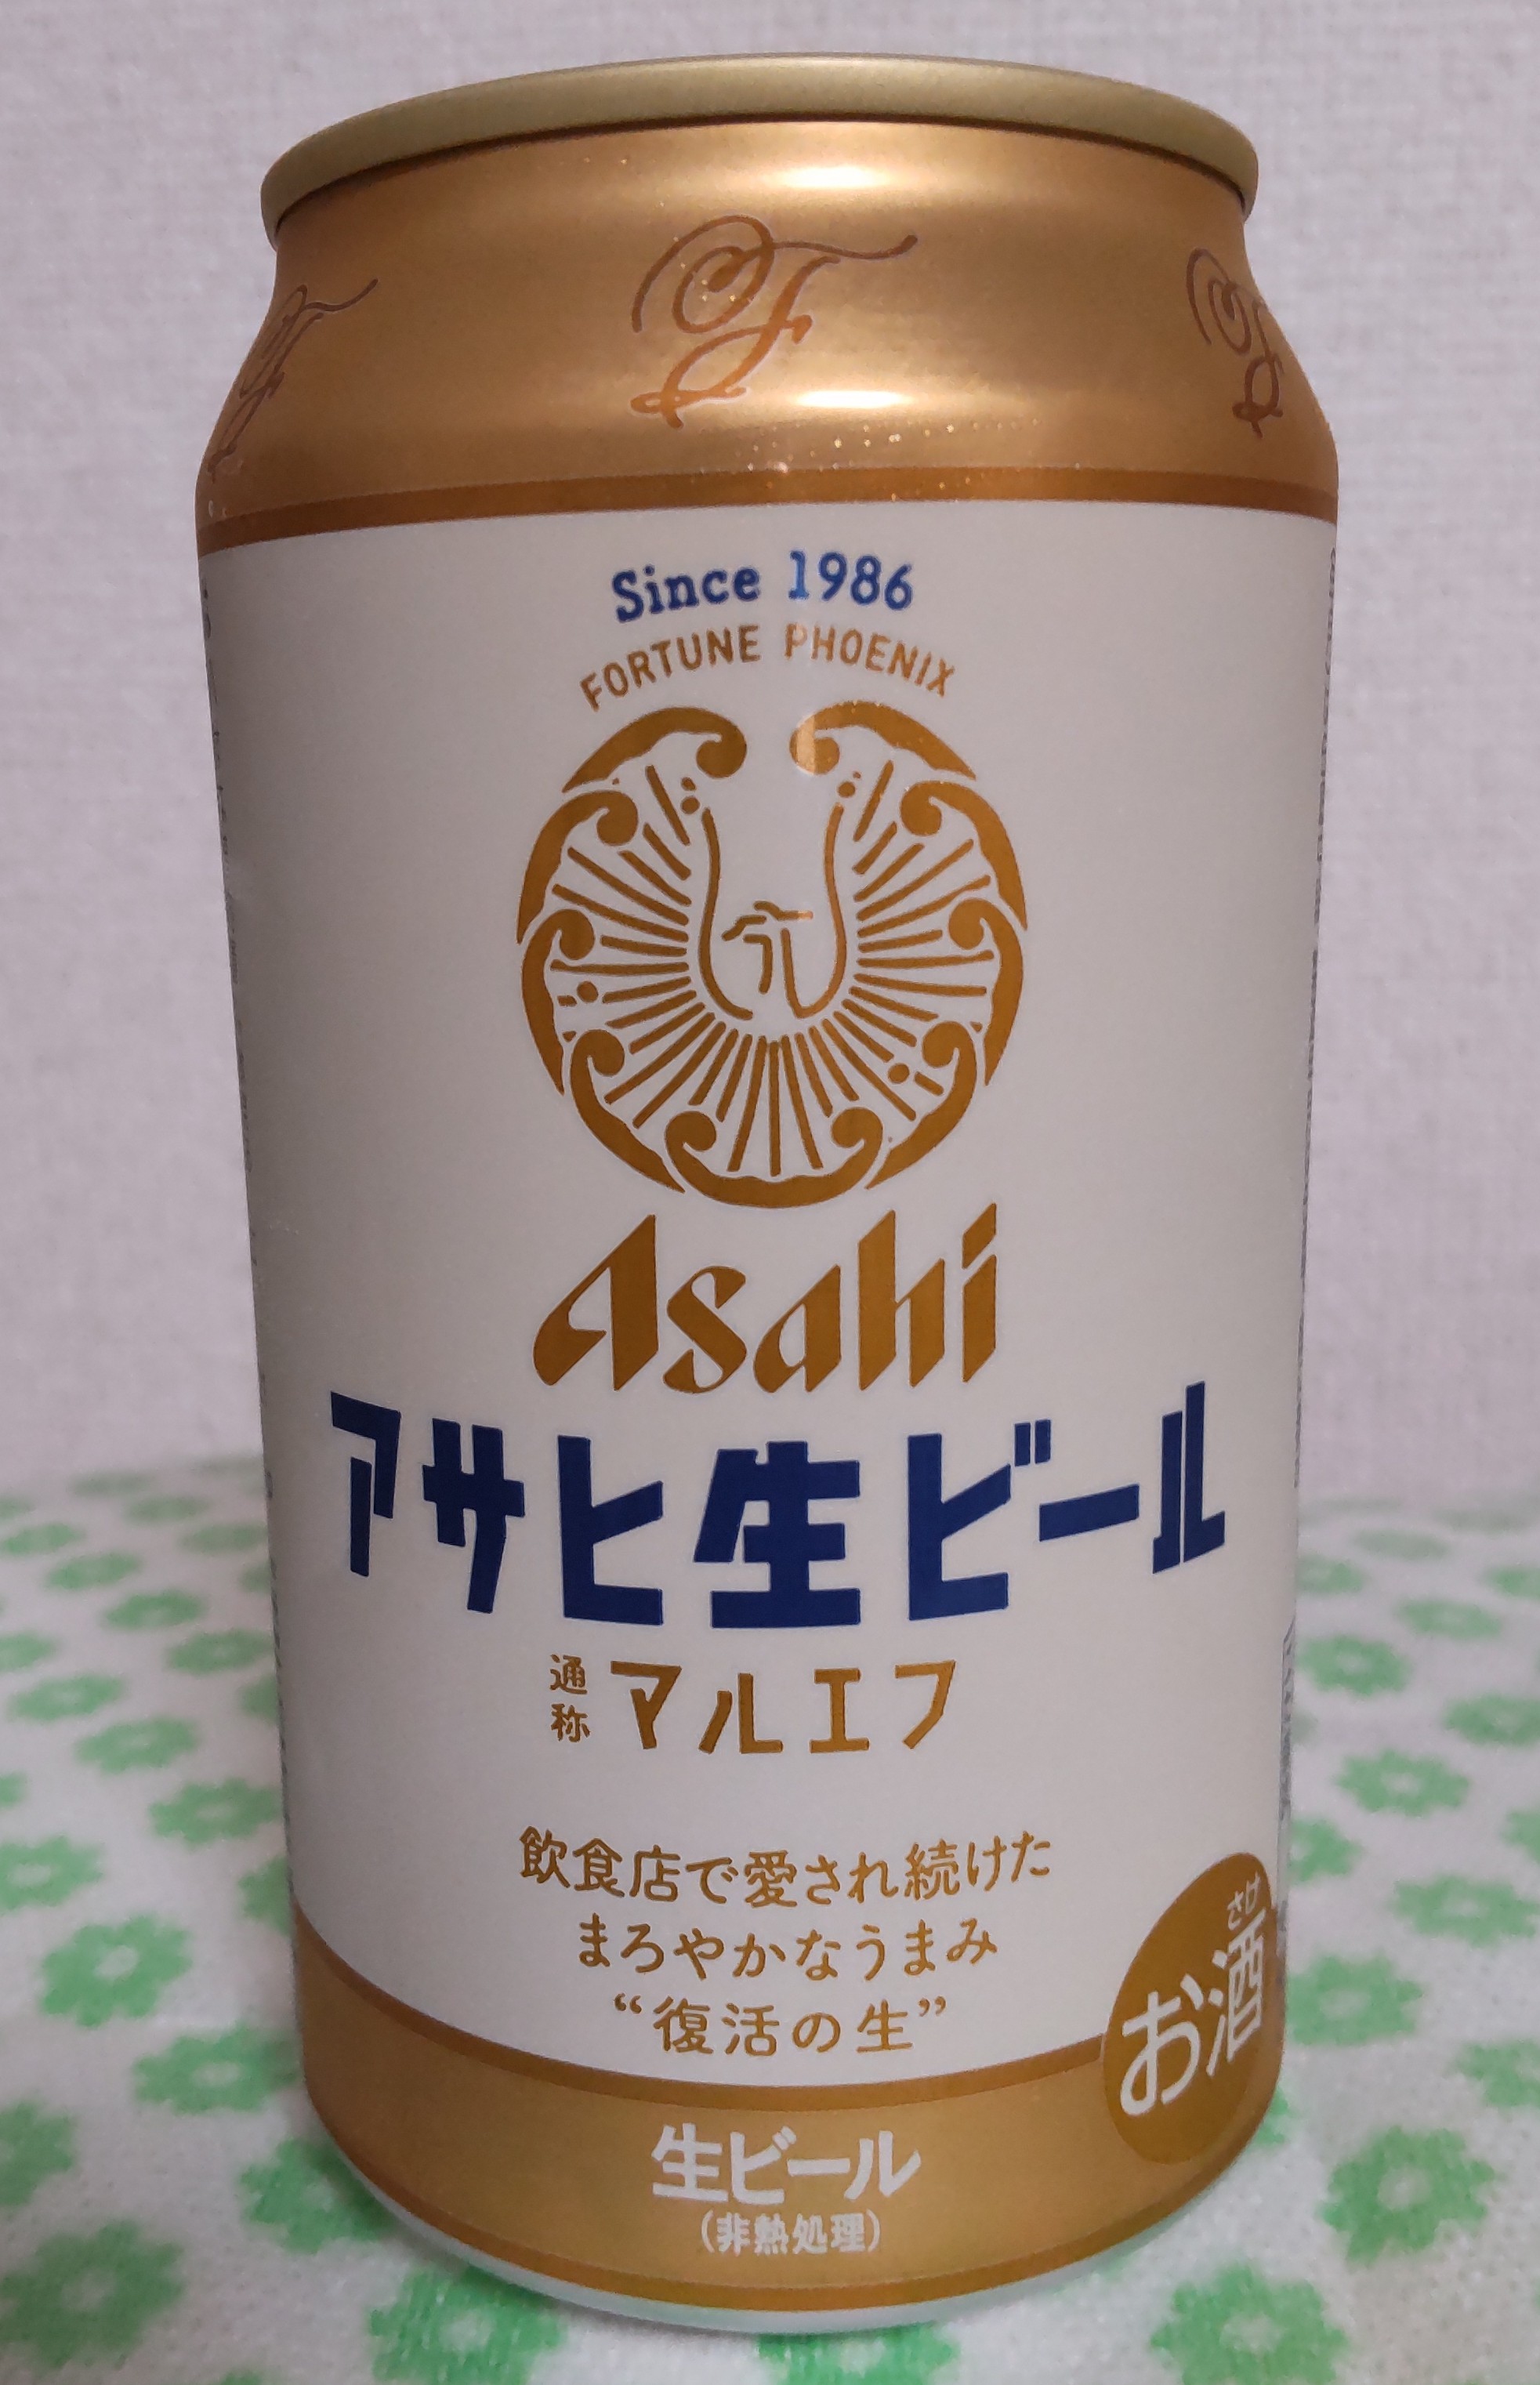 F
Since 1986
FORTUNE PHOENIX
Asahi
アサヒ生ビール
通称 マルエフ
飲食店で愛され続けた
まろやかなうまみ
“復活の生”
さけ
お酒
生ビール
(非熱処理)